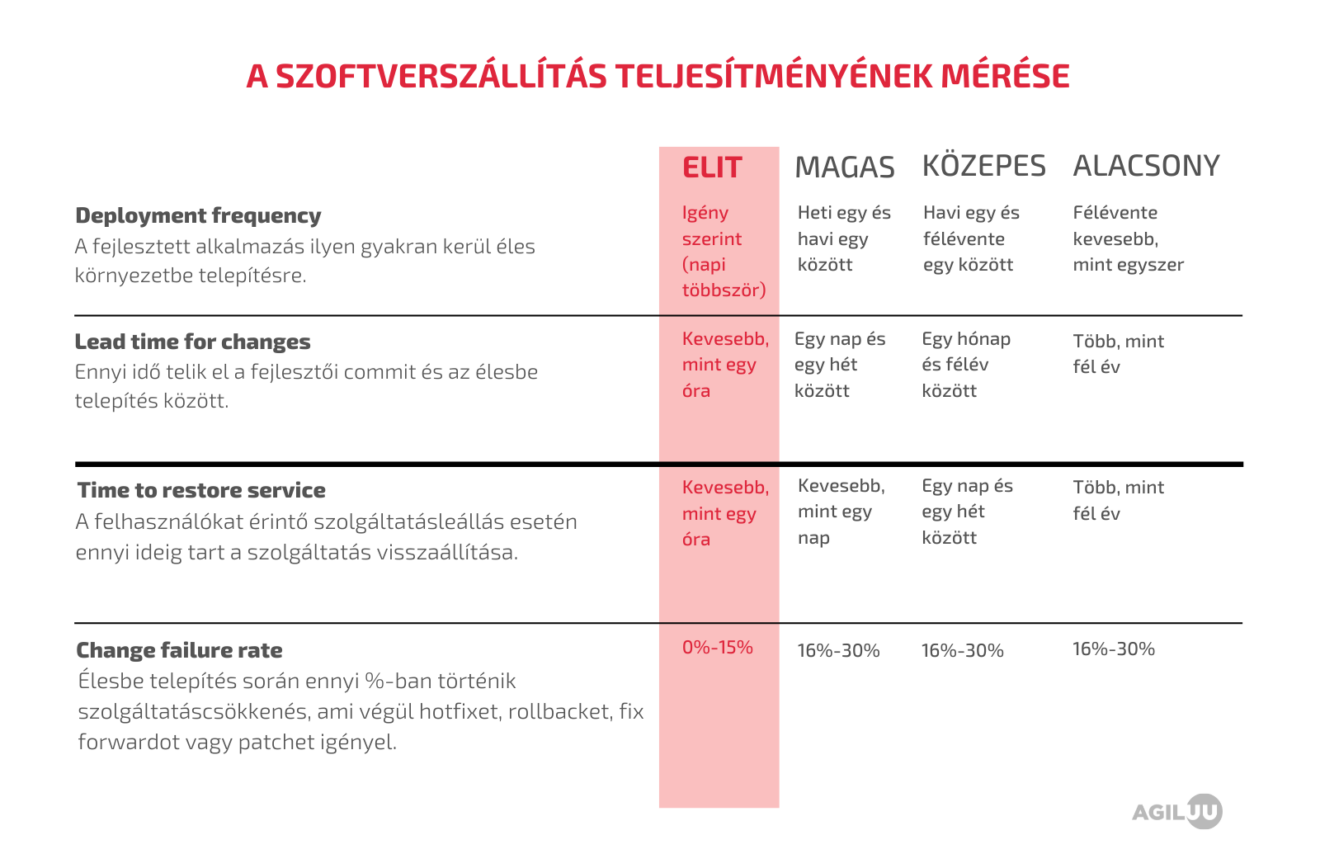 A SZOFTVERSZÁLLÍTÁS TELJESÍTMÉNYÉNEK MÉRÉSE
ELIT
MAGAS
KÖZEPES
ALACSONY
Deployment frequency
A fejlesztett alkalmazás ilyen gyakran kerül éles
környezetbe telepítésre.
Igény
szerint
(napi
többször)
Heti egy és
havi egy
között
Havi egy és
félévente
egy között
Félévente
kevesebb,
mint egyszer
Lead time for changes
Ennyi idő telik el a fejlesztői commit és az élesbe
telepítés között.
Kevesebb,
mint egy
óra
Egy nap és
egy hét
között
Egy hónap
és félév
között
Több, mint
fél év
Time to restore service
A felhasználókat érintő szolgáltatásleállás esetén
ennyi ideig tart a szolgáltatás visszaállítása.
Kevesebb,
mint egy
óra
Kevesebb,
mint egy
nap
Egy nap és
egy hét
között
Több, mint
fél év
Change failure rate
Élesbe telepítés során ennyi %-ban történik
szolgáltatáscsökkenés, ami végül hotfixet, rollbacket, fix
forwardot vagy patchet igényel.
0%-15%
16%-30%
16%-30%
16%-30%
AGILUU